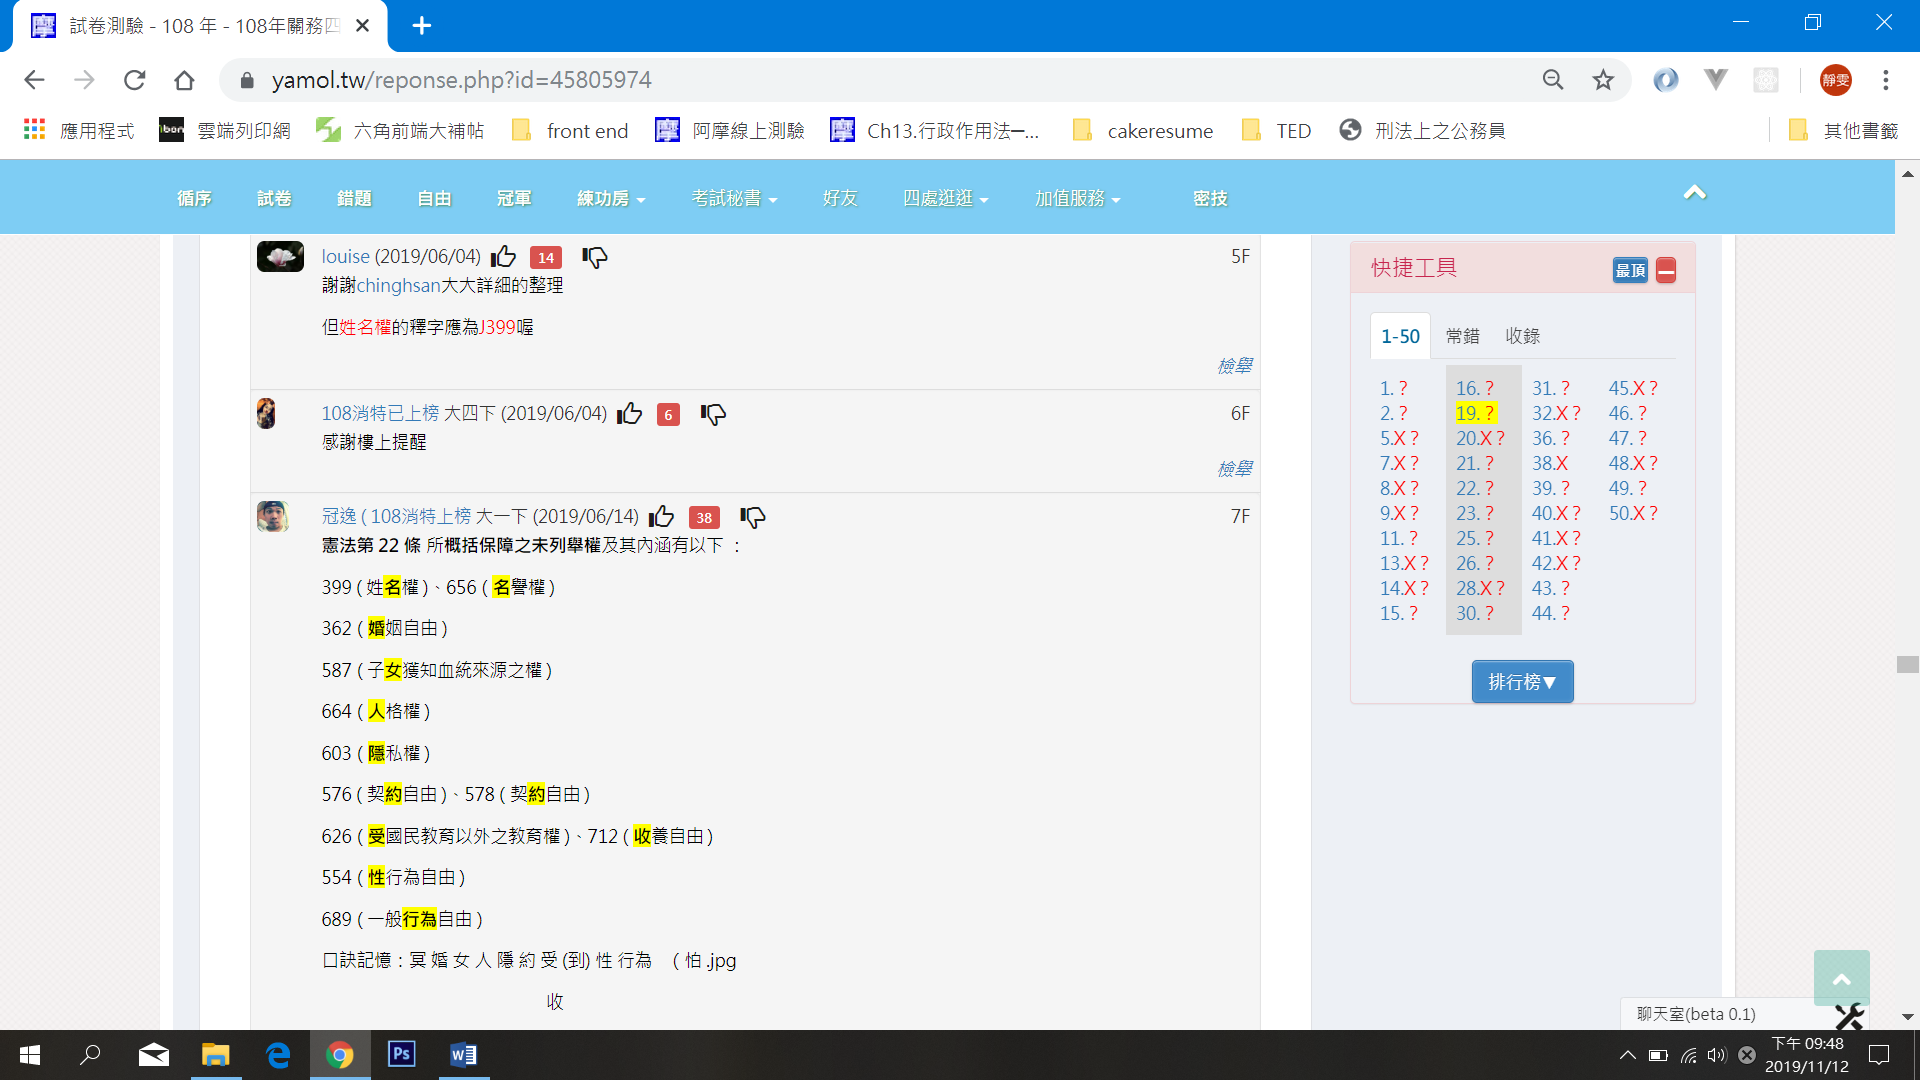 試卷測驗 - 108 年 - 108年關務四
yamol.tw/reponse.php?id=45805974
靜雯
應用程式 ibon 雲端列印網 六角前端大補帖 front end 阿摩線上測驗 Ch13.行政作用法一... cakeresume TED 刑法上之公務員 其他書籤
循序 試卷 錯題 自由 冠軍 練功房 考試秘書 好友 四處逛逛 加值服務 密技
louise (2019/06/04) 14 5F
謝謝chinghsan大大詳細的整理
但姓名權的釋字應為J399喔
檢舉
108消特已上榜 大四下 (2019/06/04) 6 6F
感謝樓上提醒
檢舉
冠逸 ( 108消特上榜 大一下 (2019/06/14) 38 7F
憲法第 22 條 所概括保障之未列舉權及其內涵有以下 ：
399 ( 姓名權 )、656 ( 名譽權 )
362 ( 婚姻自由 )
587 ( 子女獲知血統來源之權 )
664 ( 人格權 )
603 ( 隱私權 )
576 ( 契約自由 )、578 ( 契約自由 )
626 ( 受國民教育以外之教育權 )、712 ( 收養自由 )
554 ( 性行為自由 )
689 ( 一般行為自由 )
口訣記憶：冥 婚 女 人 隱 約 受 (到) 性 行為 ( 怕 .jpg
收
快捷工具 最頂
1-50 常錯 收錄
1. ? 16. ? 31. ? 45.X ?
2. ? 19. ? 32.X ? 46. ?
5.X ? 20.X ? 36. ? 47. ?
7.X ? 21. ? 38.X 48.X ?
8.X ? 22. ? 39. ? 49. ?
9.X ? 23. ? 40.X ? 50.X ?
11. ? 25. ? 41.X ?
13.X ? 26. ? 42.X ?
14.X ? 28.X ? 43. ?
15. ? 30. ? 44. ?
排行榜▼
聊天室(beta 0.1)
Ps
下午 09:48
2019/11/12